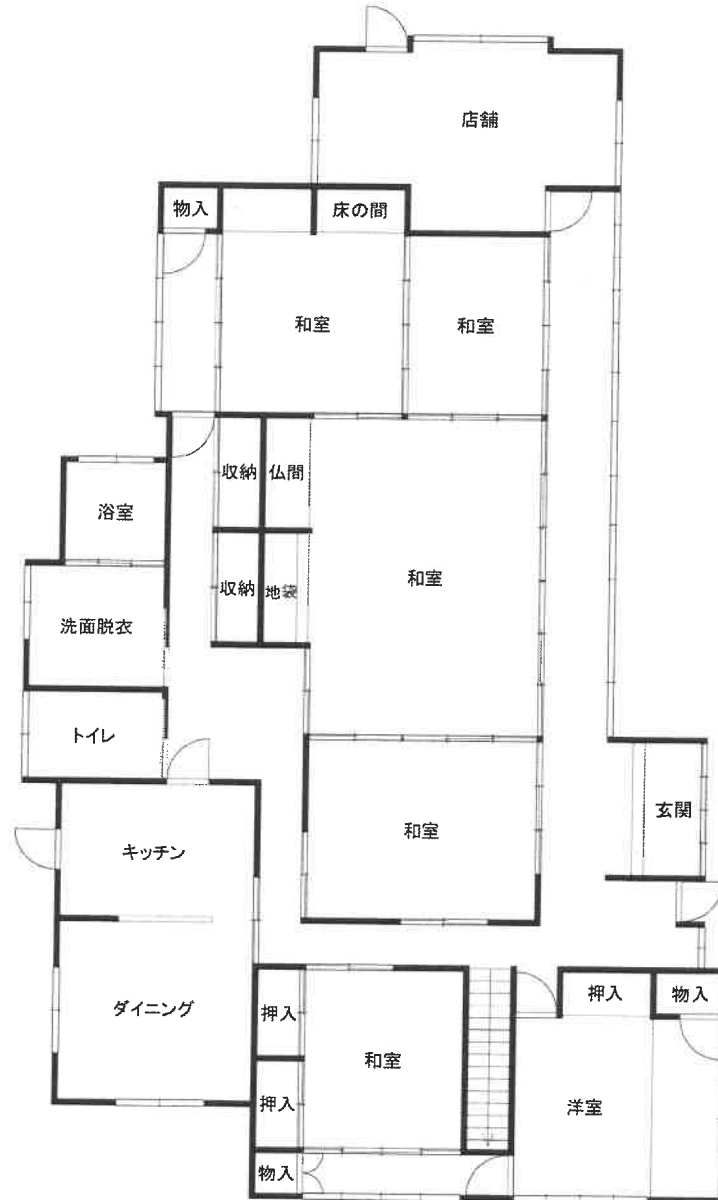 店舗
物入
床の間
和室
和室
収納
仏間
浴室
和室
収納
地袋
洗面脱衣
トイレ
玄関
和室
キッチン
押入
物入
ダイニング
押入
和室
押入
洋室
物入